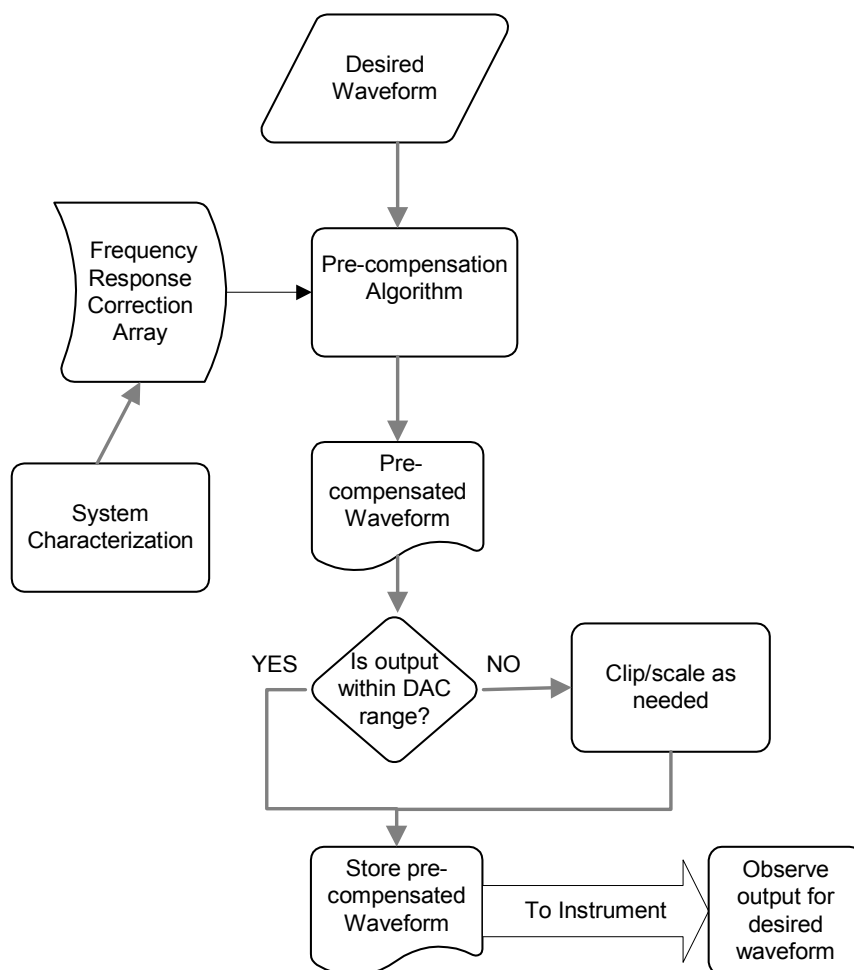 Desired
Waveform
Frequency
Response
Correction
Array
Pre-compensation
Algorithm
System
Characterization
Pre-
compensated
Waveform
YES
Is output
within DAC
range?
NO
Clip/scale as
needed
Store pre-
compensated
Waveform
To Instrument
Observe
output for
desired
waveform